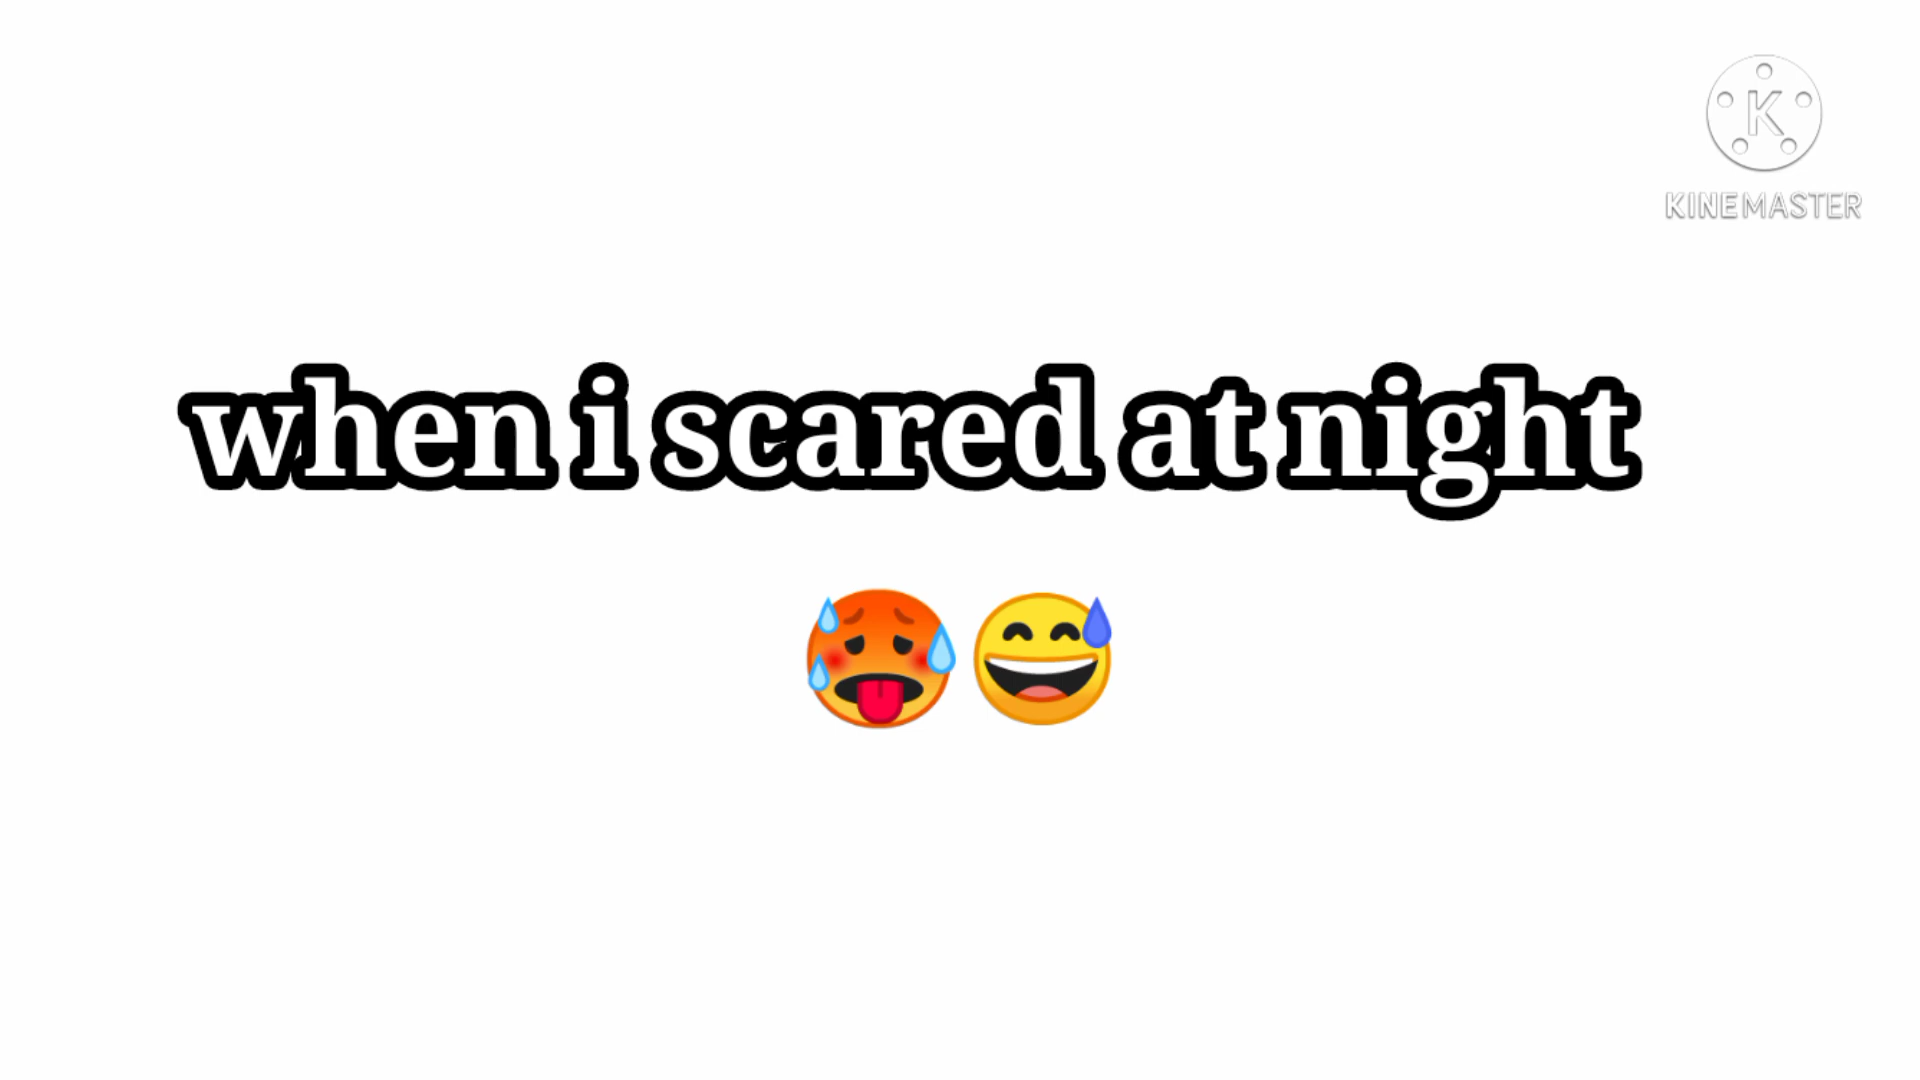 K
KINEMASTER
when i scared at night
🥵😅